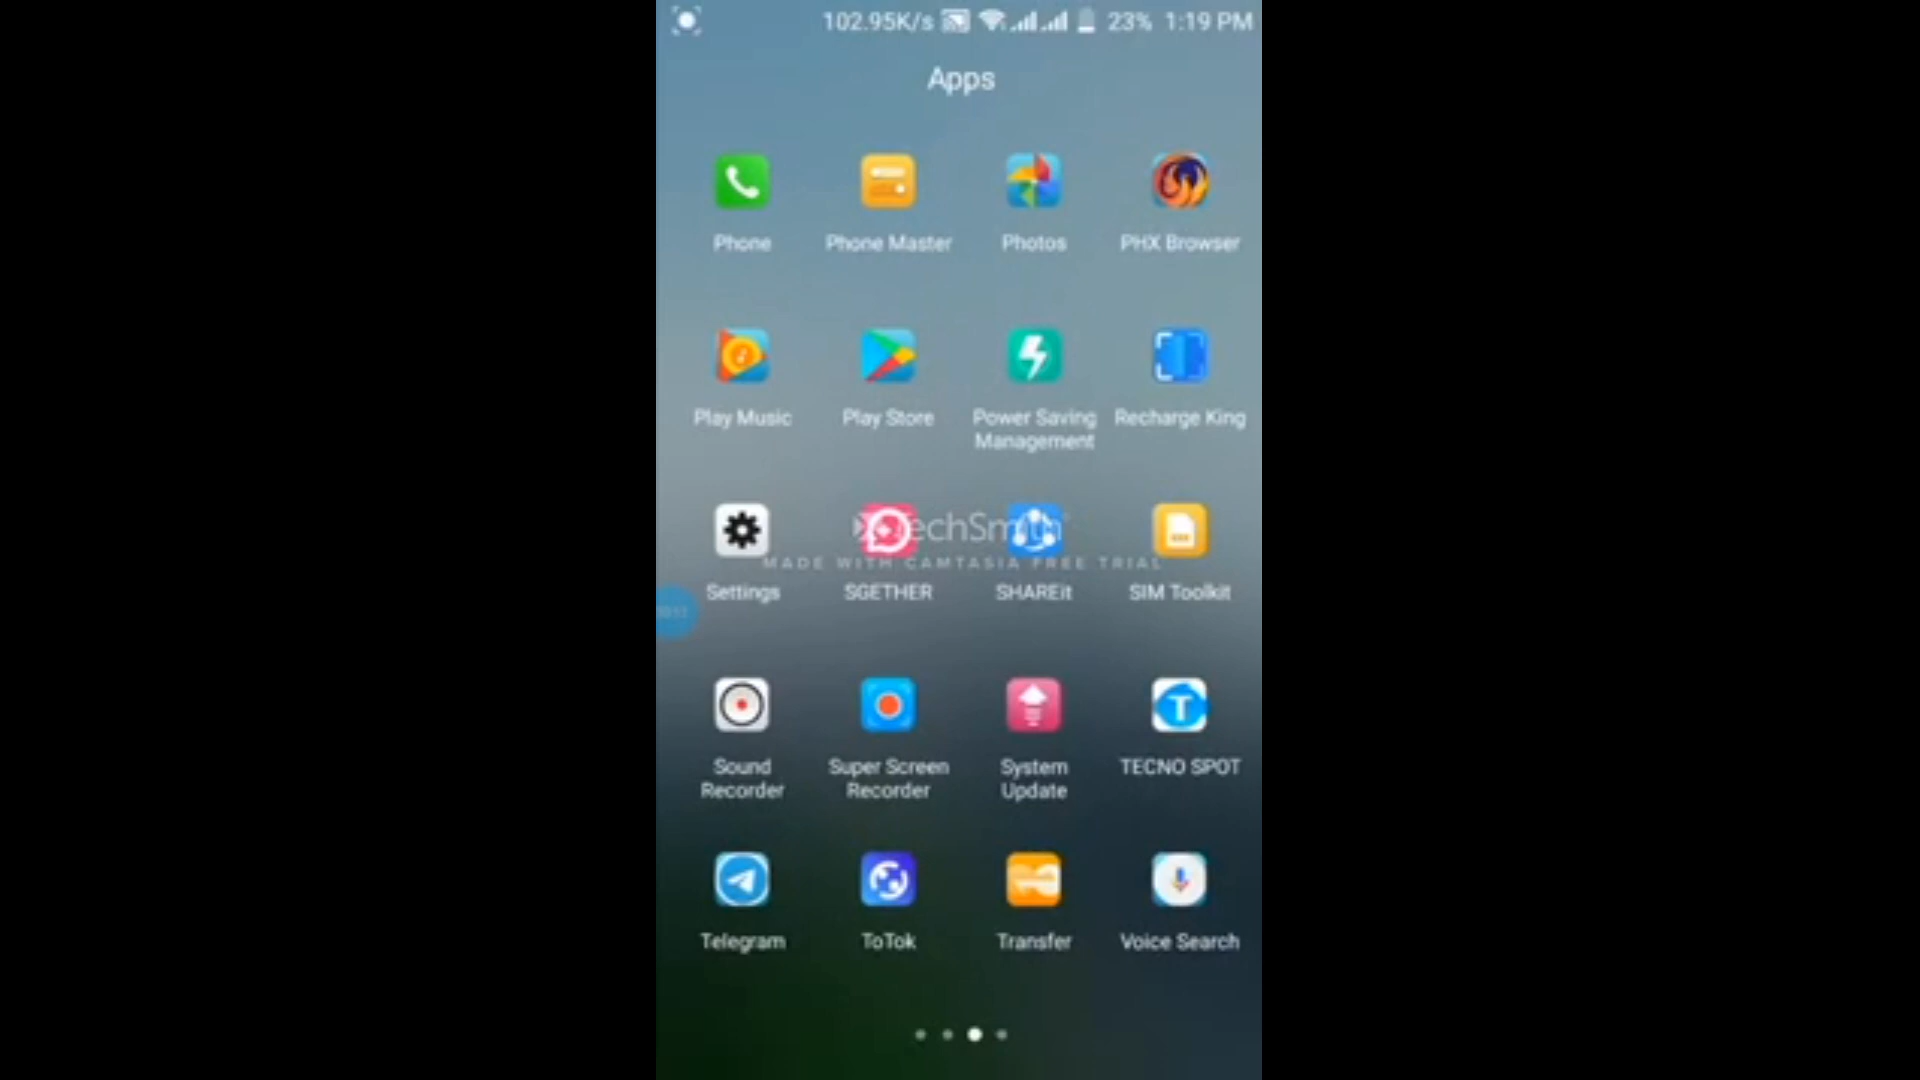 102.95K/s 23% 1:19 PM
Apps
Phone Phone Master Photos PHX Browser
Play Music Play Store Power Saving Management Recharge King
TechSmith
MADE WITH CAMTASIA FREE TRIAL
Settings SGETHER SHAREit SIM Toolkit
Sound Recorder Super Screen Recorder System Update TECNO SPOT
Telegram ToTok Transfer Voice Search